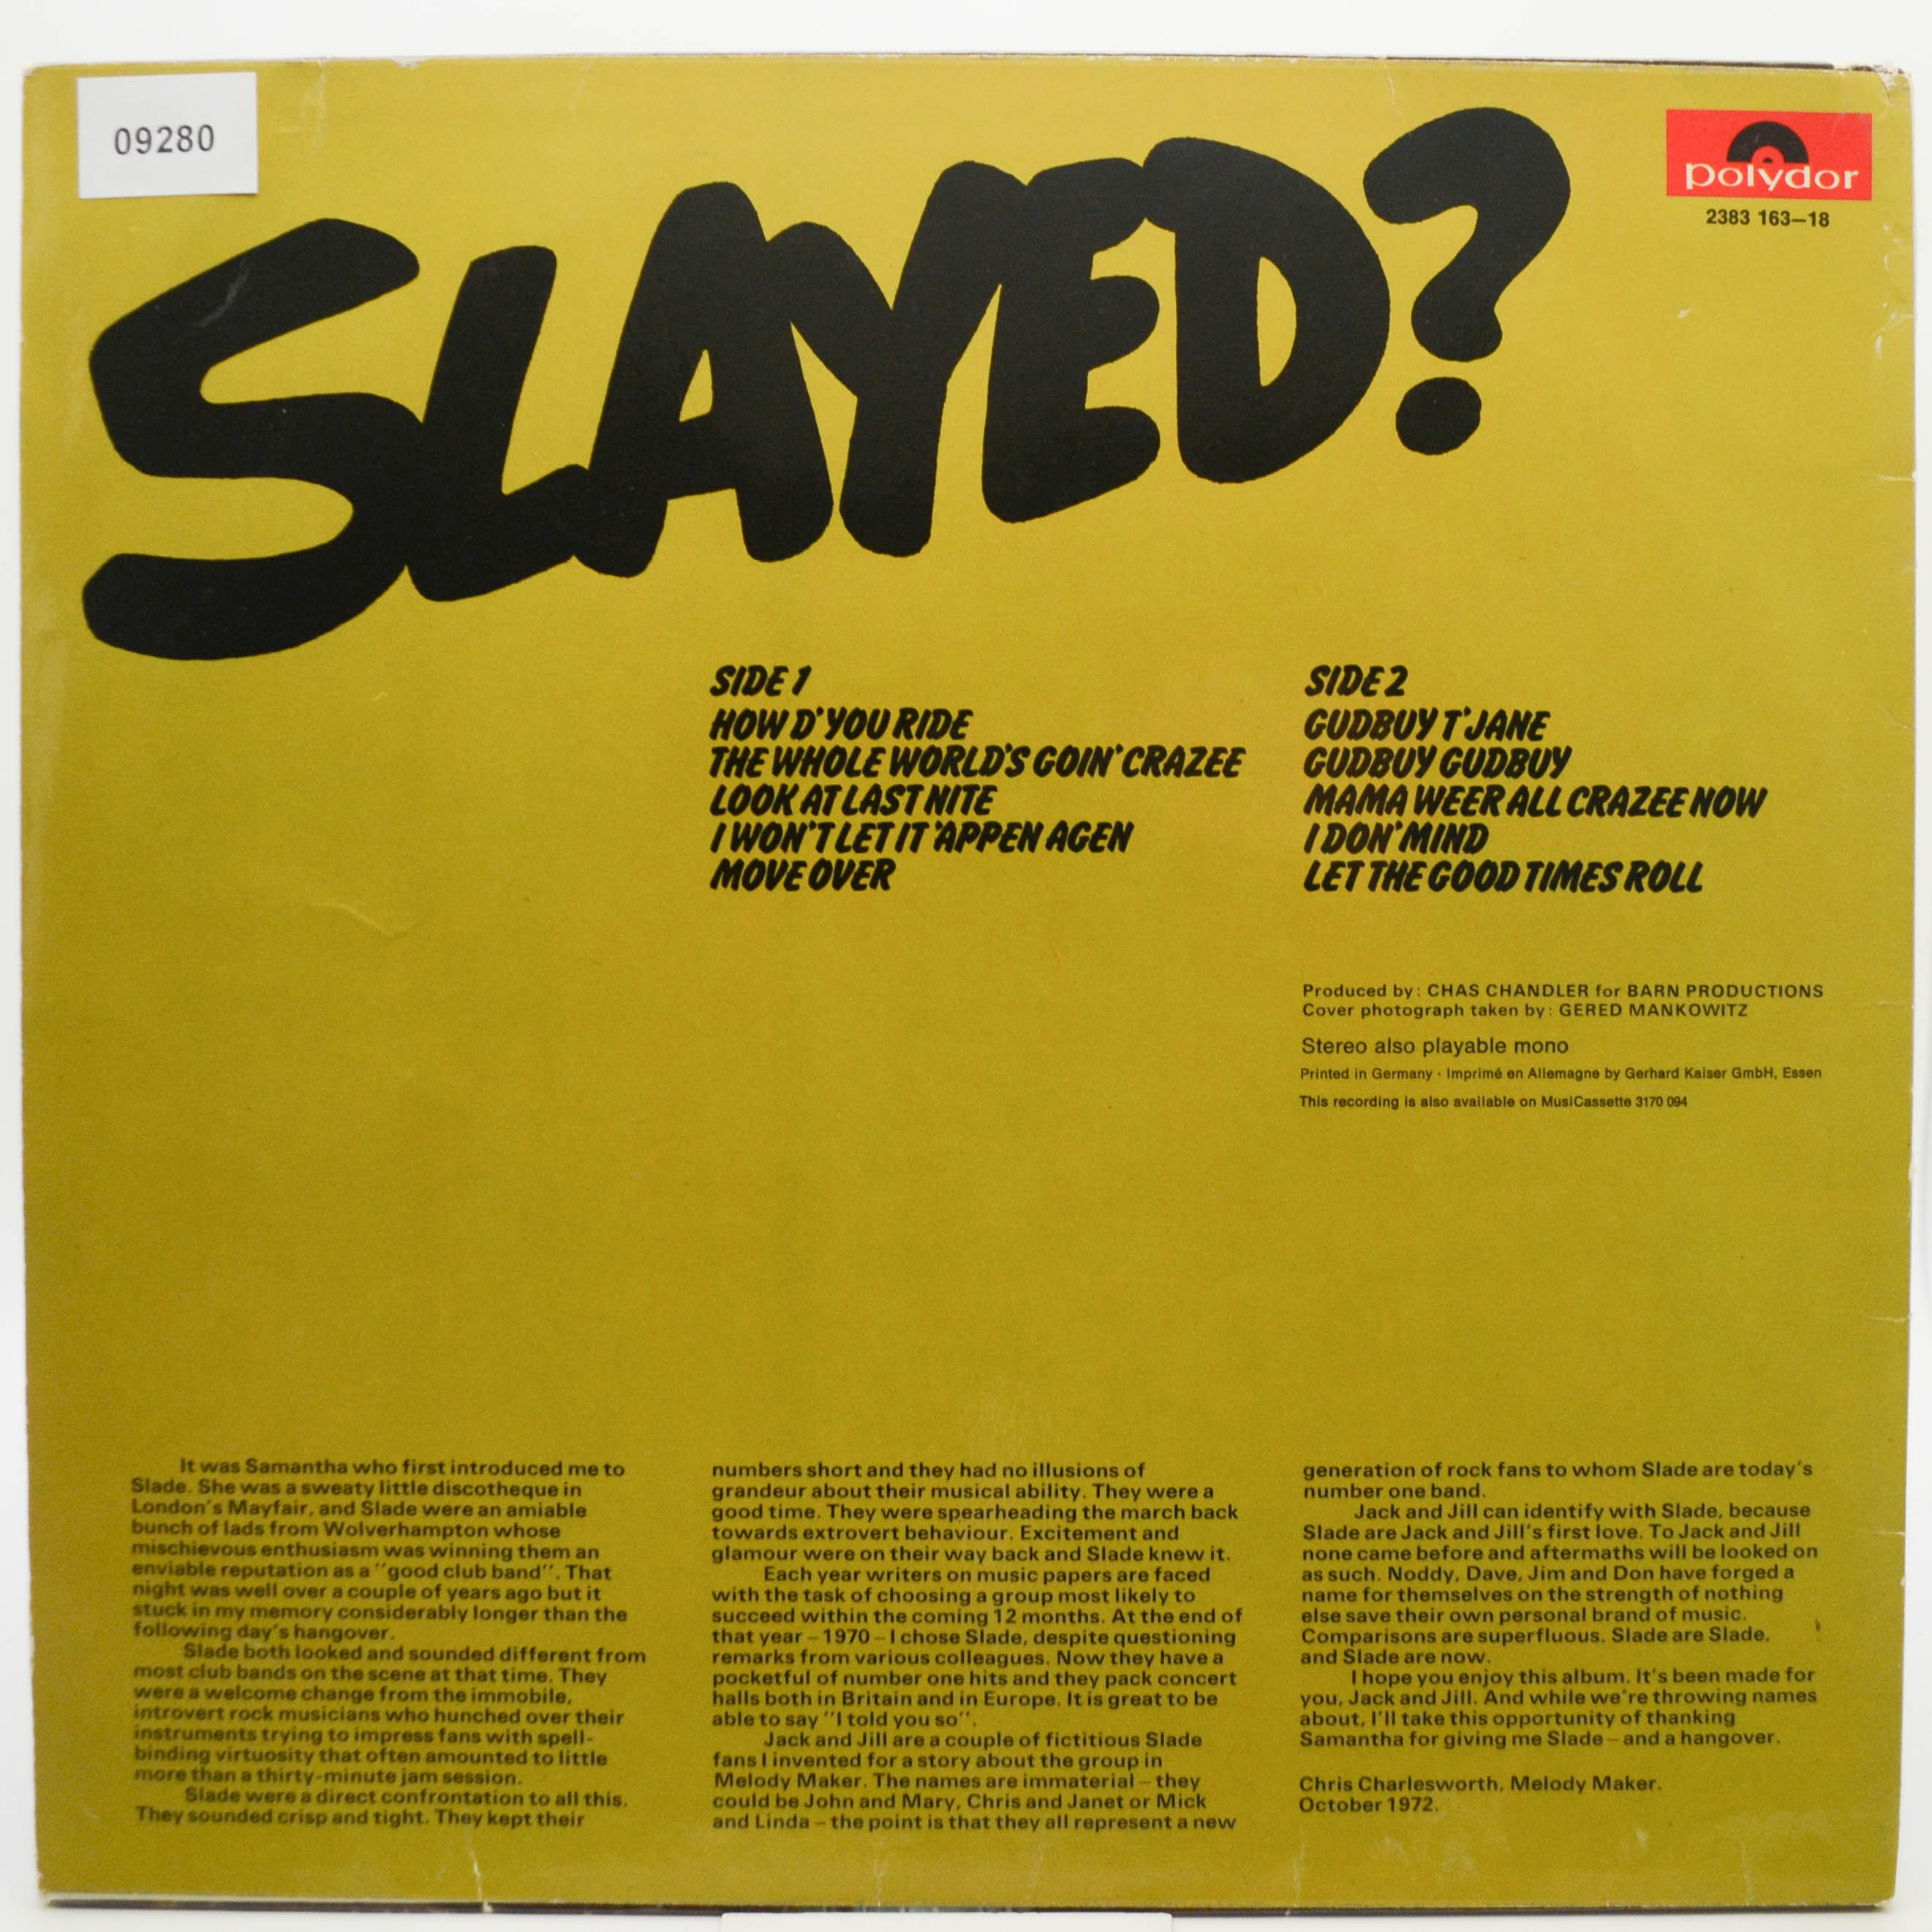 09280
polydor
2383 163—18
SLAYED?
SIDE 1
HOW D'YOU RIDE
THE WHOLE WORLD'S GOIN' CRAZEE
LOOK AT LAST NITE
I WON'T LET IT 'APPEN AGEN
MOVE OVER
SIDE 2
GUDBUY T'JANE
GUDBUY GUDBUY
MAMA WEER ALL CRAZEE NOW
I DON' MIND
LET THE GOOD TIMES ROLL
Produced by: CHAS CHANDLER for BARN PRODUCTIONS
Cover photograph taken by: GERED MANKOWITZ
Stereo also playable mono
Printed in Germany · Imprimé en Allemagne by Gerhard Kaiser GmbH, Essen
This recording is also available on MusiCassette 3170 094
It was Samantha who first introduced me to
Slade. She was a sweaty little discotheque in
London's Mayfair, and Slade were an amiable
bunch of lads from Wolverhampton whose
mischievous enthusiasm was winning them an
enviable reputation as a "good club band". That
night was well over a couple of years ago but it
stuck in my memory considerably longer than the
following day's hangover.
Slade both looked and sounded different from
most club bands on the scene at that time. They
were a welcome change from the immobile,
introvert rock musicians who hunched over their
instruments trying to impress fans with spell-
binding virtuosity that often amounted to little
more than a thirty-minute jam session.
Slade were a direct confrontation to all this.
They sounded crisp and tight. They kept their
numbers short and they had no illusions of
grandeur about their musical ability. They were a
good time. They were spearheading the march back
towards extrovert behaviour. Excitement and
glamour were on their way back and Slade knew it.
Each year writers on music papers are faced
with the task of choosing a group most likely to
succeed within the coming 12 months. At the end of
that year – 1970 – I chose Slade, despite questioning
remarks from various colleagues. Now they have a
pocketful of number one hits and they pack concert
halls both in Britain and in Europe. It is great to be
able to say "I told you so".
Jack and Jill are a couple of fictitious Slade
fans I invented for a story about the group in
Melody Maker. The names are immaterial – they
could be John and Mary, Chris and Janet or Mick
and Linda – the point is that they all represent a new
generation of rock fans to whom Slade are today's
number one band.
Jack and Jill can identify with Slade, because
Slade are Jack and Jill's first love. To Jack and Jill
none came before and aftermaths will be looked on
as such. Noddy, Dave, Jim and Don have forged a
name for themselves on the strength of nothing
else save their own personal brand of music.
Comparisons are superfluous. Slade are Slade,
and Slade are now.
I hope you enjoy this album. It's been made for
you, Jack and Jill. And while we're throwing names
about, I'll take this opportunity of thanking
Samantha for giving me Slade – and a hangover.
Chris Charlesworth, Melody Maker.
October 1972.